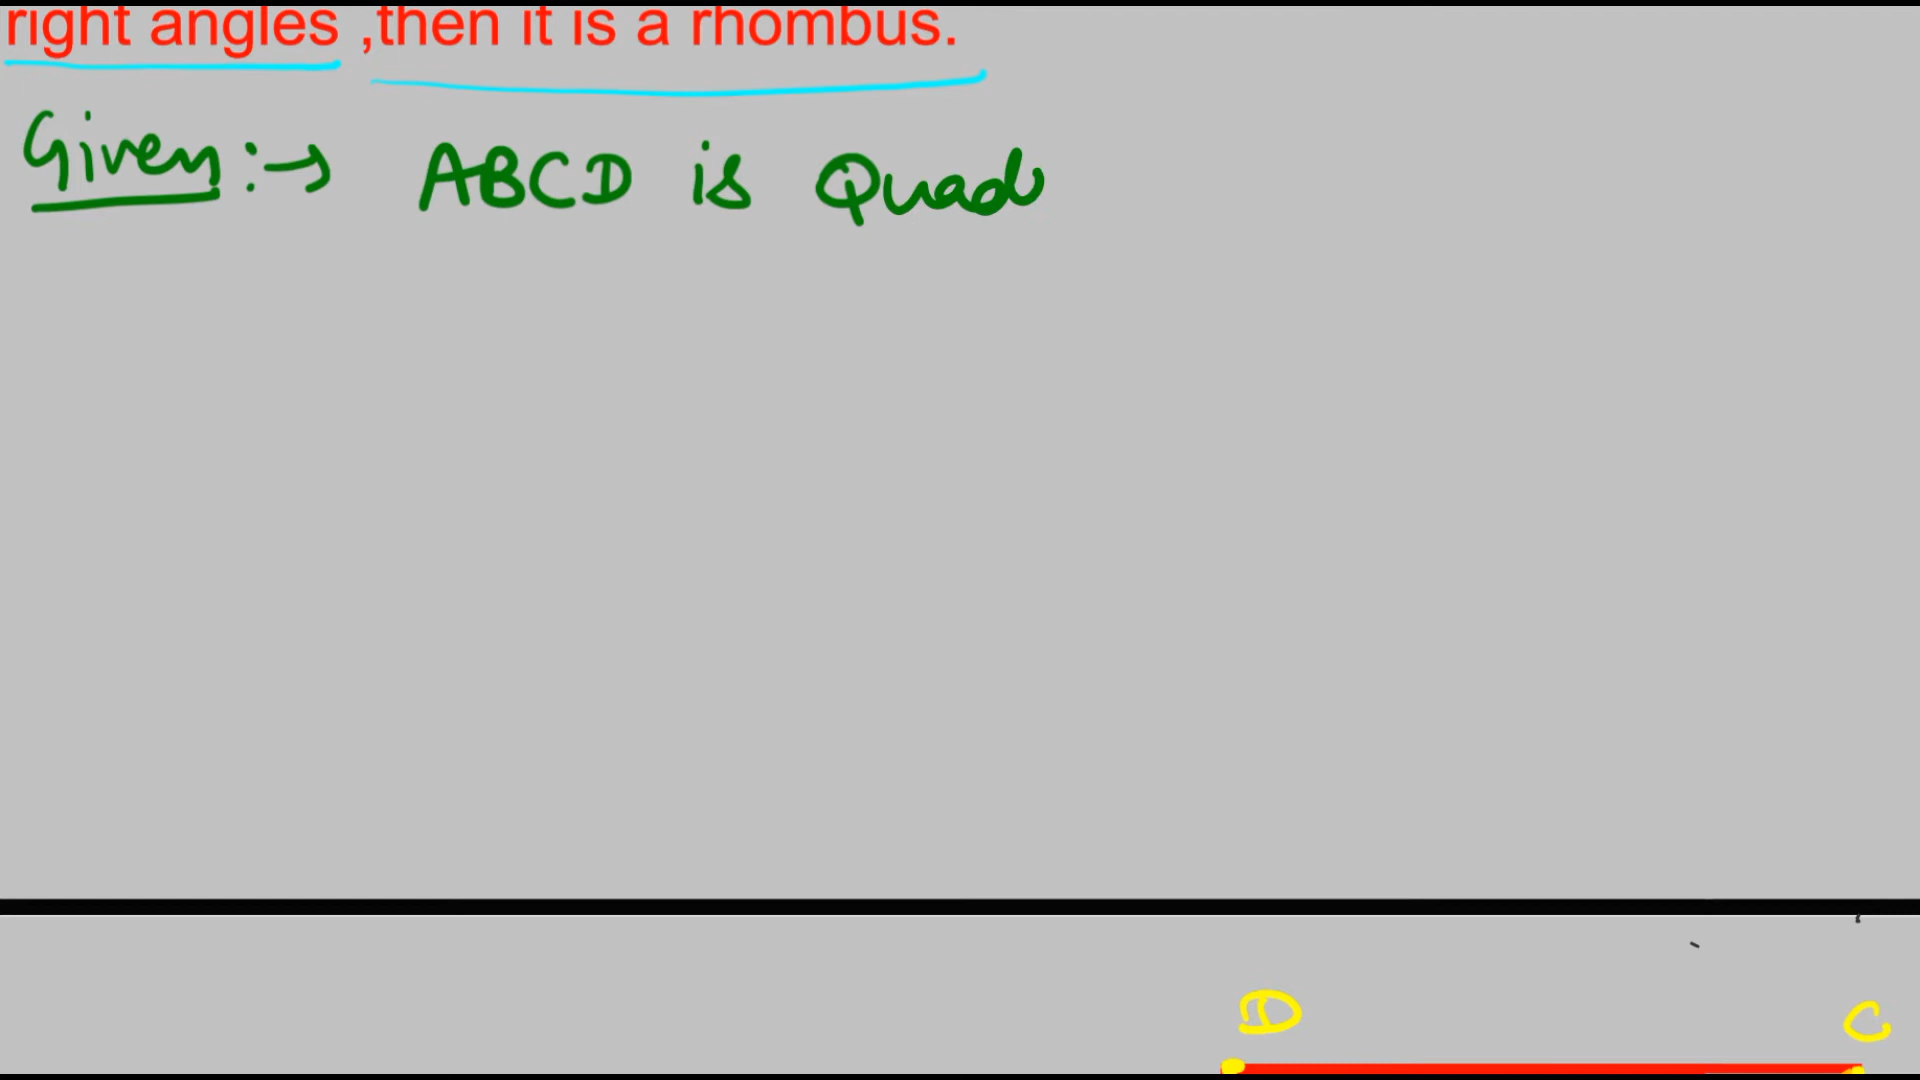 right angles ,then it is a rhombus.
Given:→ ABCD is Quad
D C